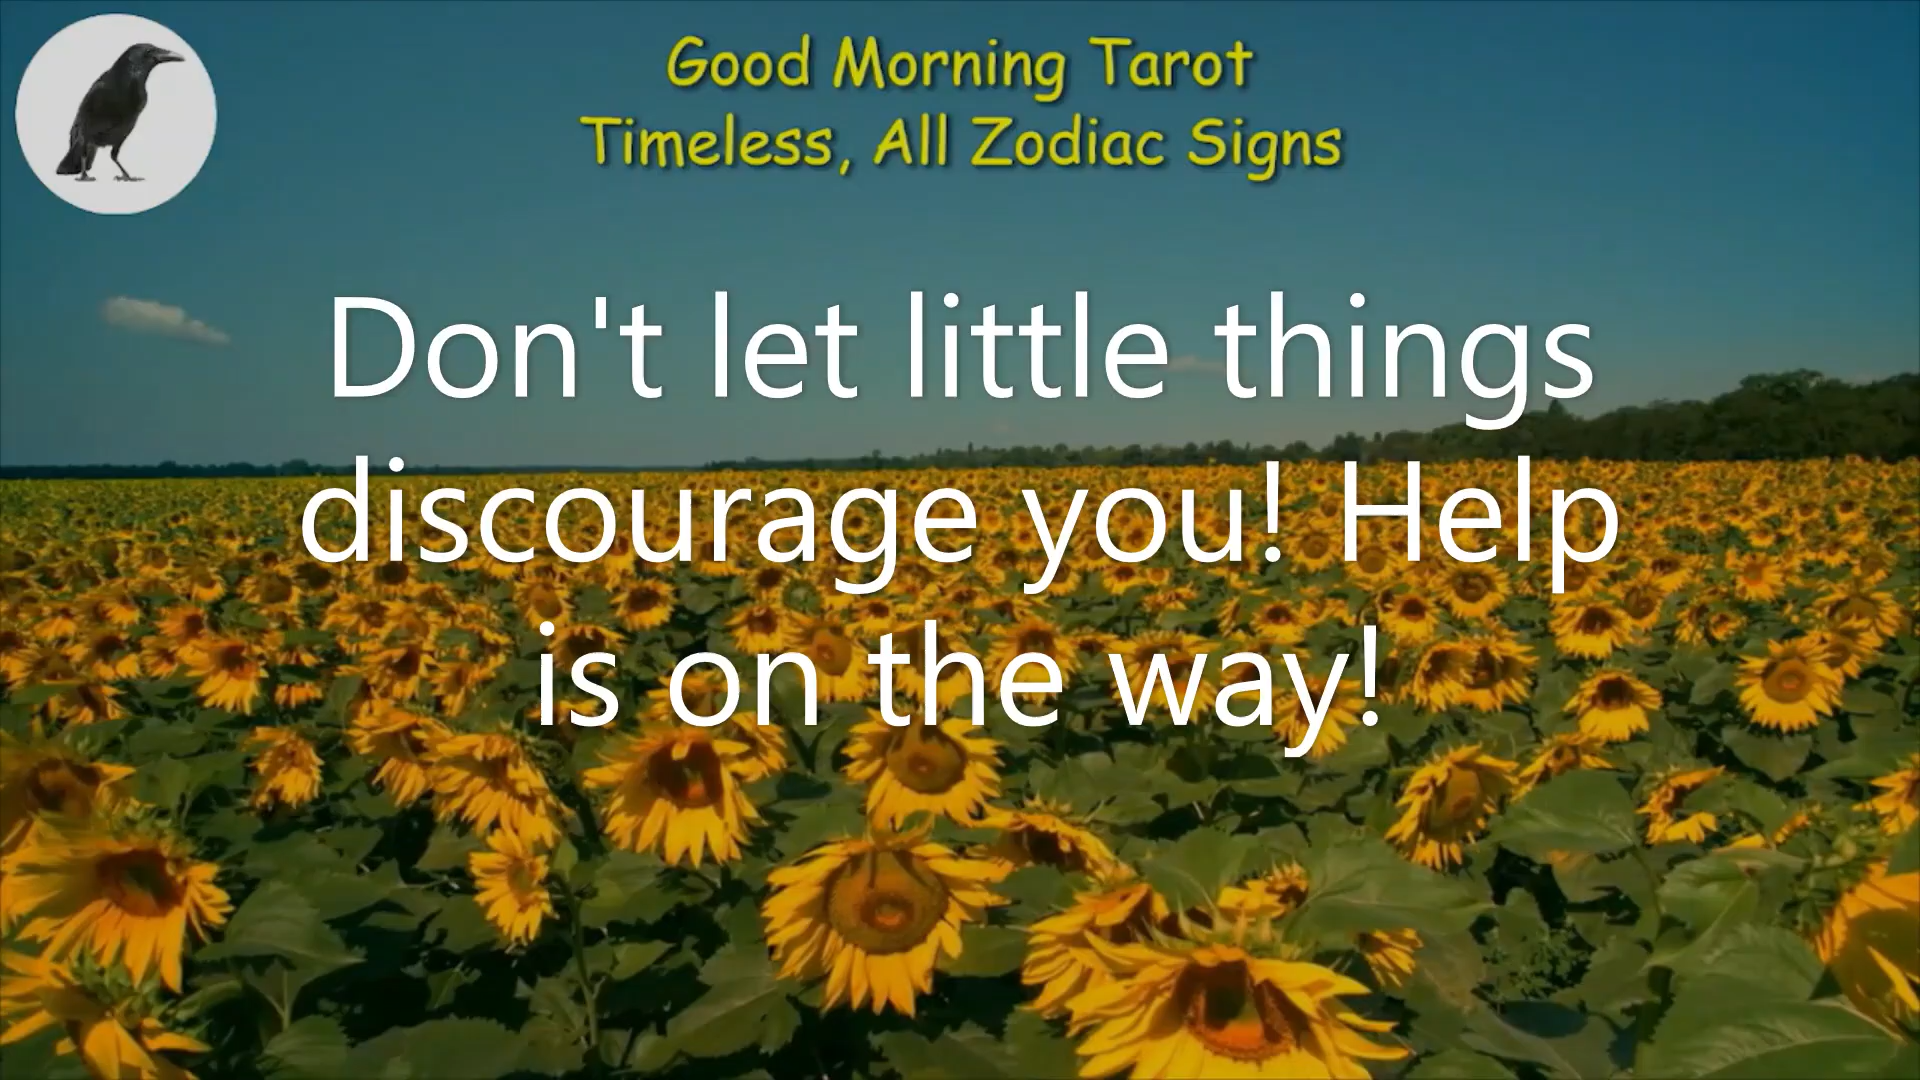 Good Morning Tarot
Timeless, All Zodiac Signs
Don't let little things
discourage you! Help
is on the way!